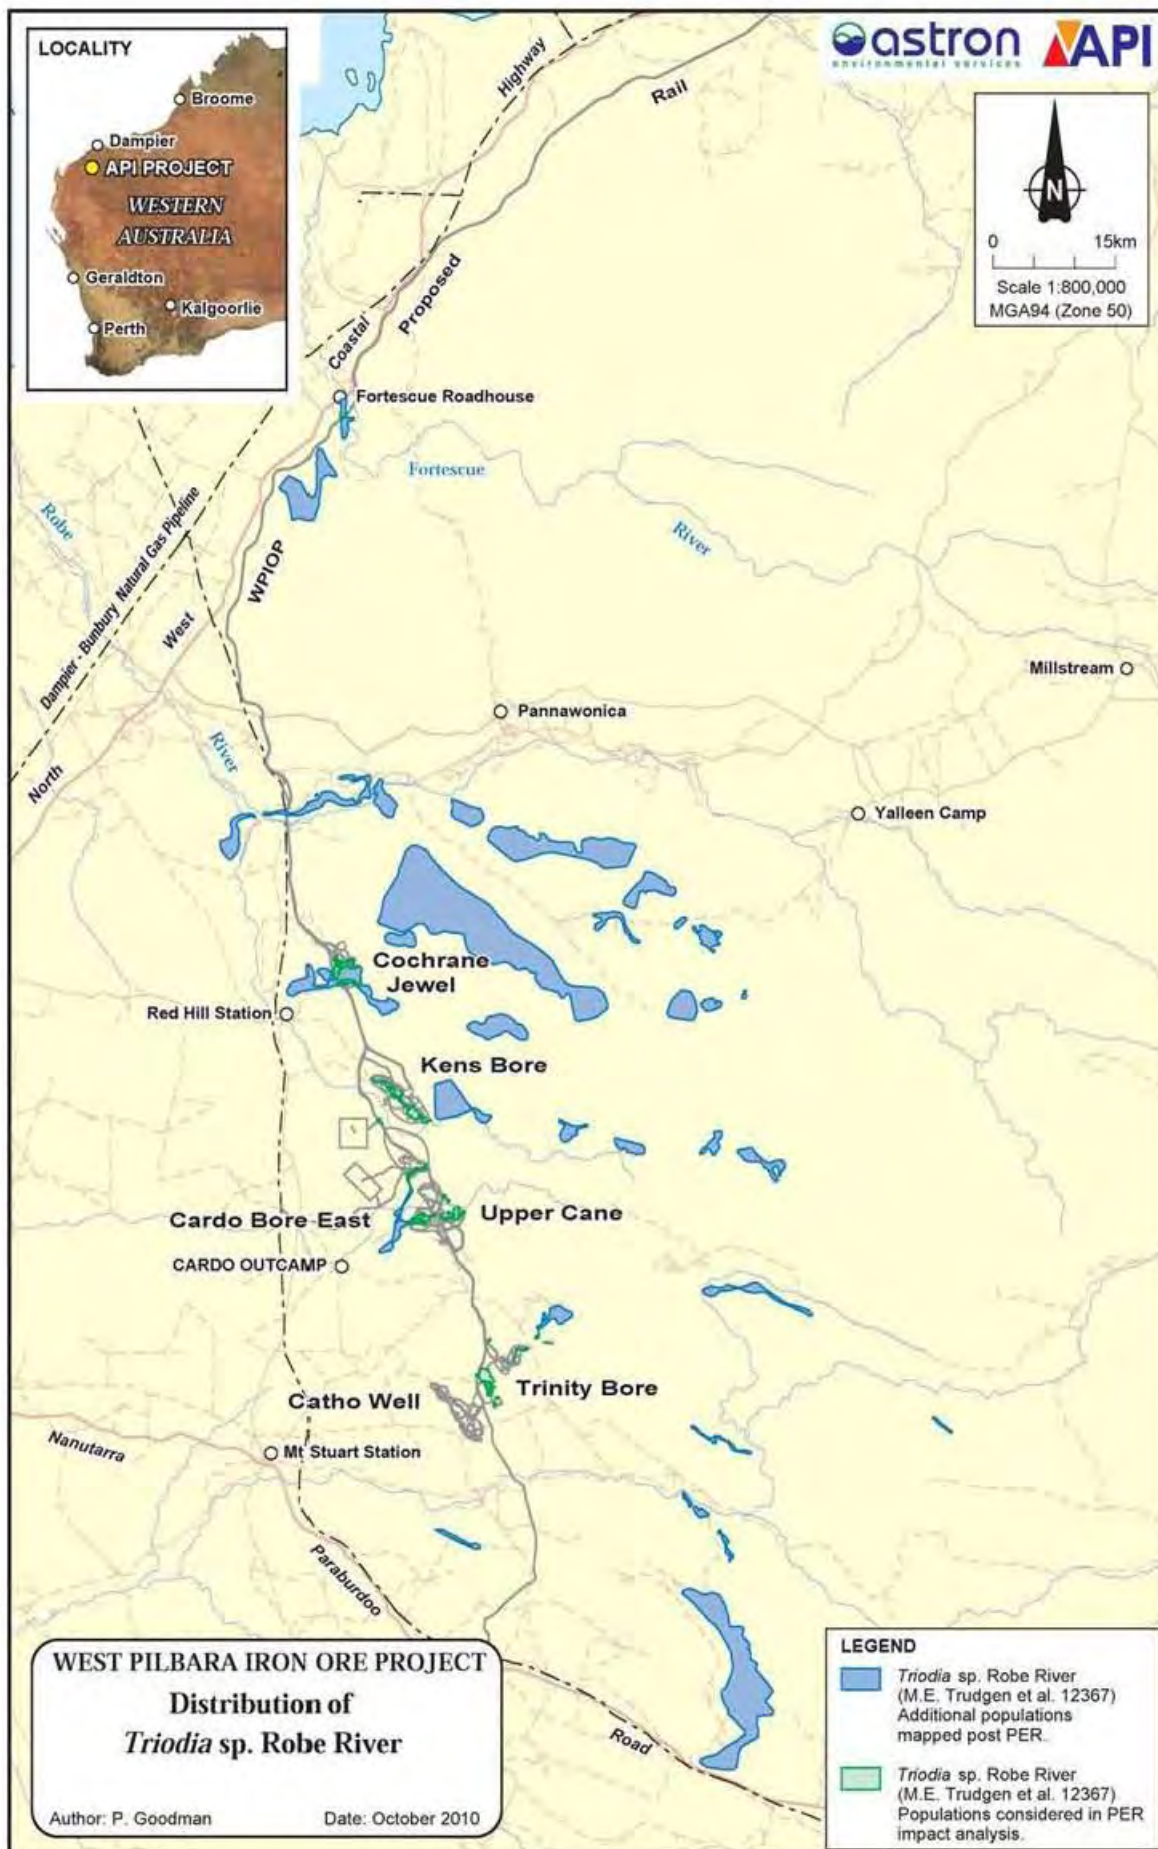 LOCALITY
Broome
Dampier
API PROJECT
WESTERN
AUSTRALIA
Geraldton
Kalgoorlie
Perth
astron
environmental services
API
N
0 15km
Scale 1:800,000
MGA94 (Zone 50)
Highway
Rail
Proposed
Coastal
Fortescue Roadhouse
Fortescue
River
Robe
Dampier - Bunbury Natural Gas Pipeline
WPIOP
West
Millstream
Pannawonica
River
North
Yalleen Camp
Cochrane
Jewel
Red Hill Station
Kens Bore
Cardo Bore East
Upper Cane
CARDO OUTCAMP
Trinity Bore
Catho Well
Nanutarra
Mt Stuart Station
Paraburdoo
Road
WEST PILBARA IRON ORE PROJECT
Distribution of
Triodia sp. Robe River
Author: P. Goodman Date: October 2010
LEGEND
Triodia sp. Robe River
(M.E. Trudgen et al. 12367)
Additional populations
mapped post PER.
Triodia sp. Robe River
(M.E. Trudgen et al. 12367)
Populations considered in PER
impact analysis.